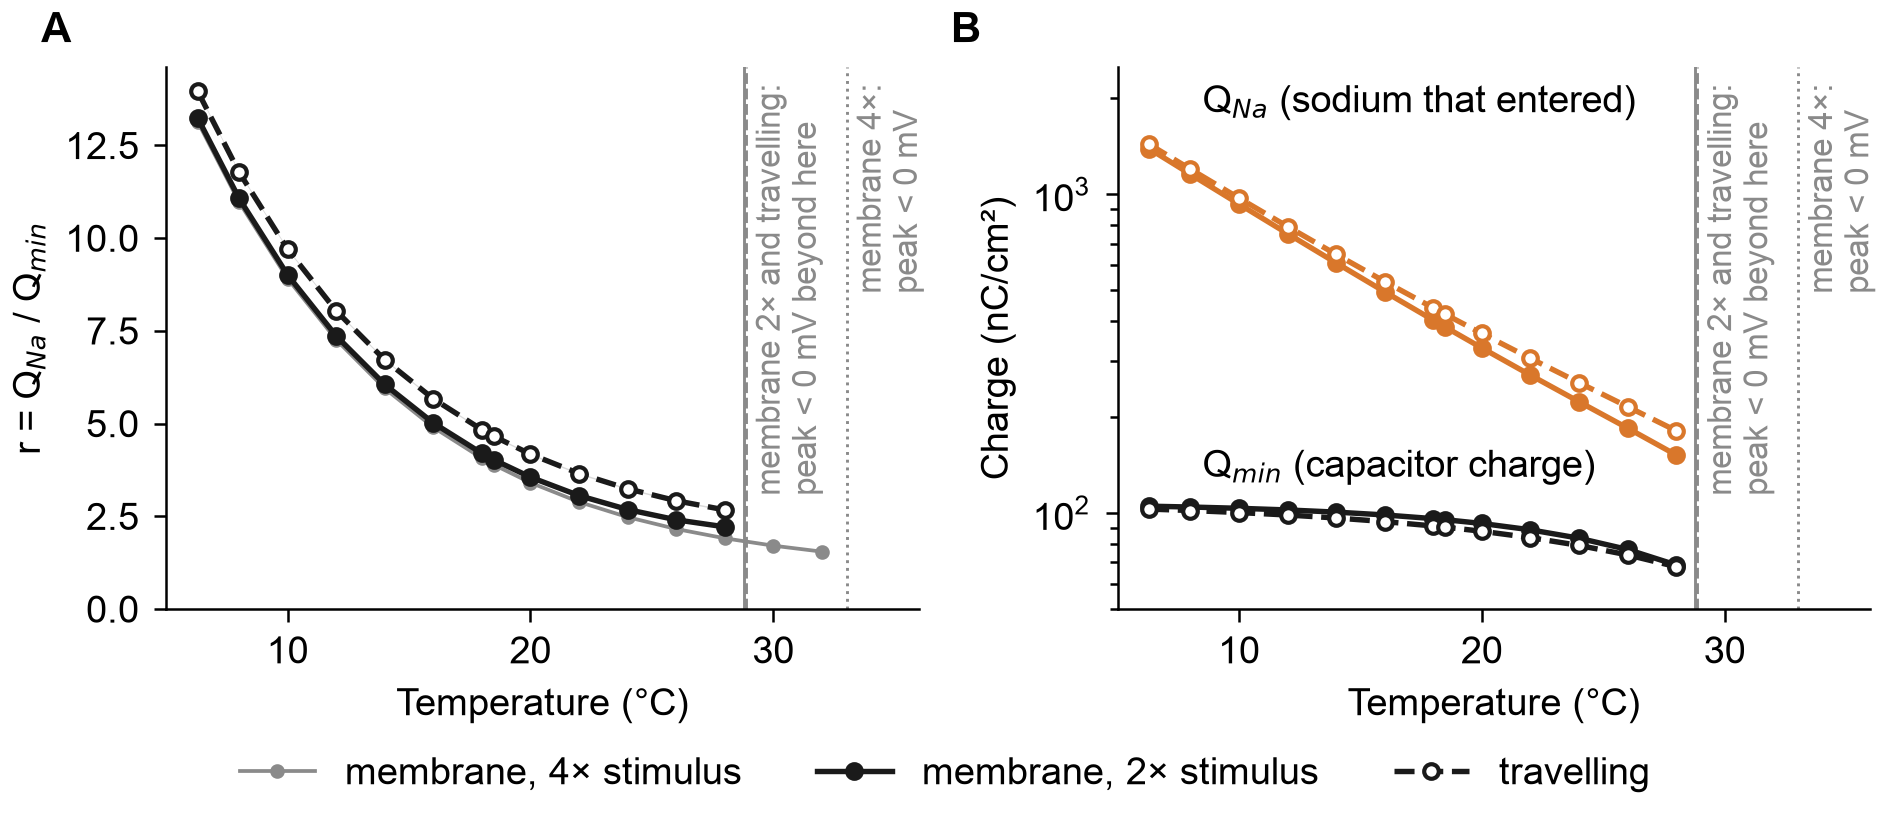 A
B
r = Q_Na / Q_min
12.5
10.0
7.5
5.0
2.5
0.0
10
20
30
Temperature (°C)
membrane 2× and travelling:
peak < 0 mV beyond here
membrane 4×:
peak < 0 mV
Charge (nC/cm²)
10³
10²
Q_Na (sodium that entered)
Q_min (capacitor charge)
10
20
30
Temperature (°C)
membrane 2× and travelling:
peak < 0 mV beyond here
membrane 4×:
peak < 0 mV
membrane, 4× stimulus
membrane, 2× stimulus
travelling